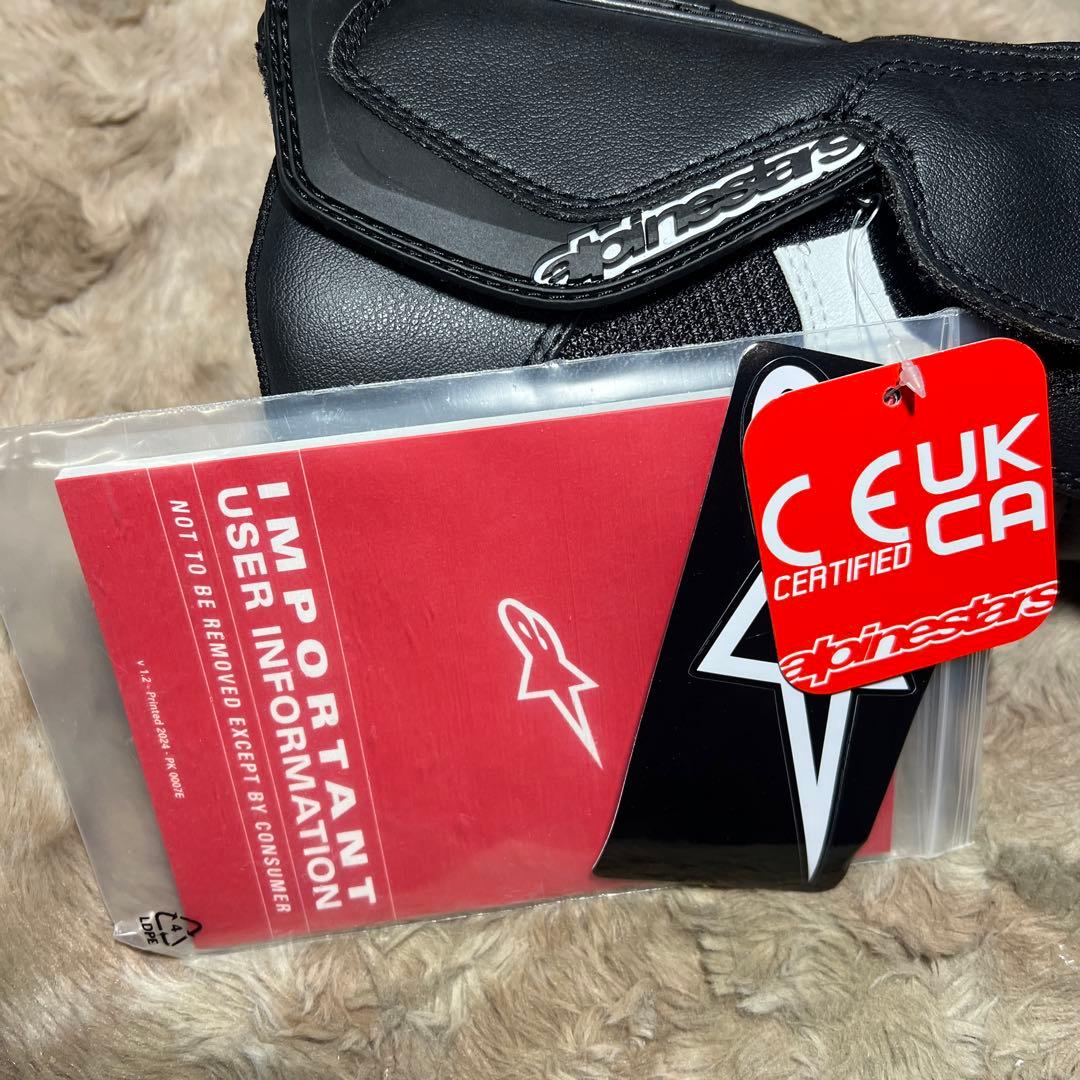 alpinestars
CE UK
CA
CERTIFIED
alpinestars
IMPORTANT
USER INFORMATION
NOT TO BE REMOVED EXCEPT BY CONSUMER
v 1.2 - Printed 2024 - PK 0007E
4
LDPE